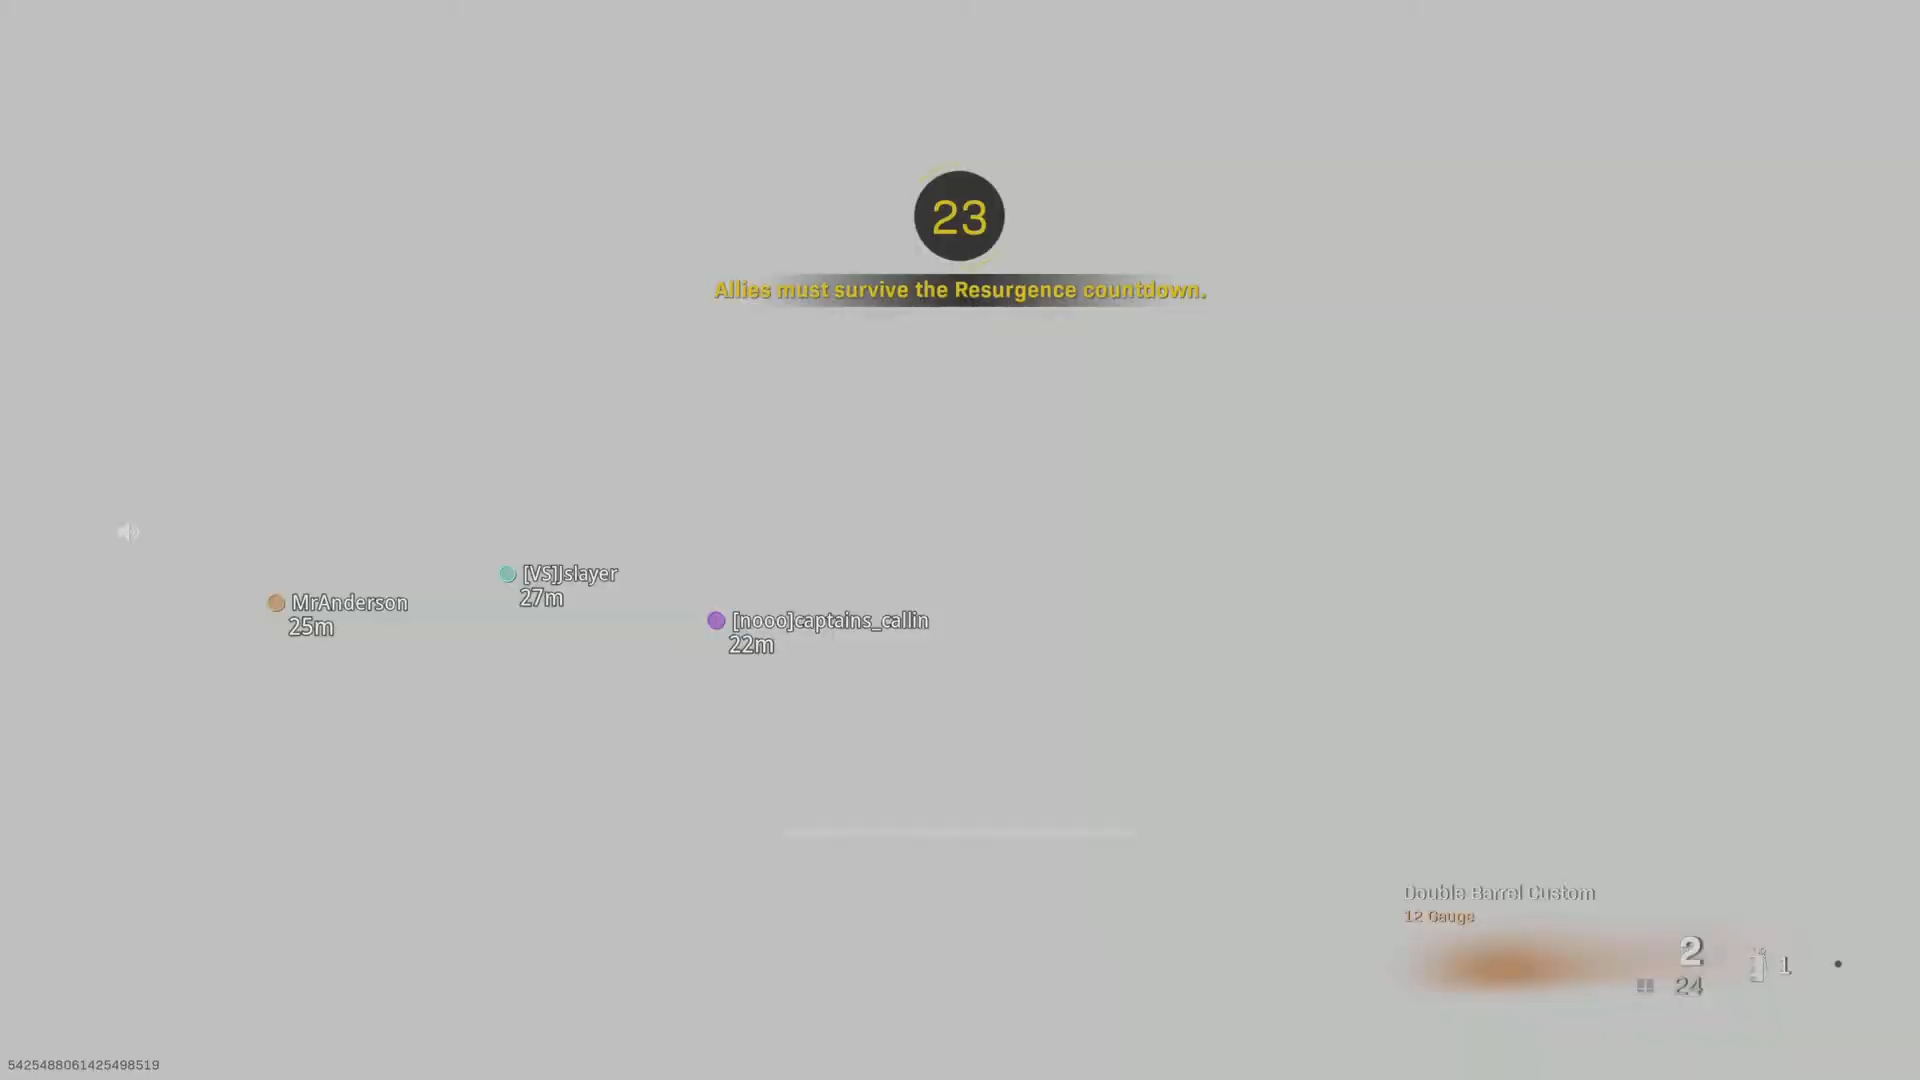 23
Allies must survive the Resurgence countdown.
[VS]Jslayer
27m
MrAnderson
25m
[nooo]captains_callin
22m
Double Barrel Custom
12 Gauge
2
1
24
5425488061425498519